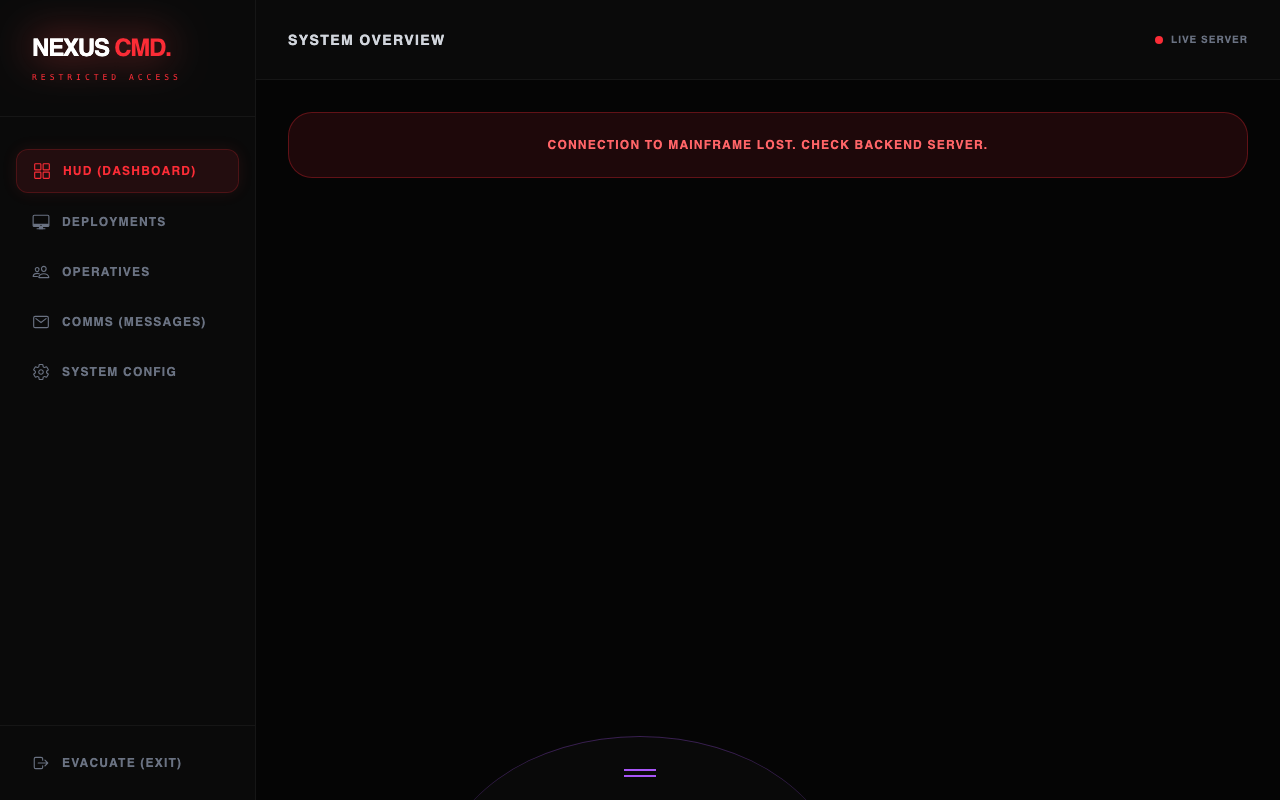 NEXUS CMD.
RESTRICTED ACCESS
HUD (DASHBOARD)
DEPLOYMENTS
OPERATIVES
COMMS (MESSAGES)
SYSTEM CONFIG
EVACUATE (EXIT)
SYSTEM OVERVIEW
LIVE SERVER
CONNECTION TO MAINFRAME LOST. CHECK BACKEND SERVER.